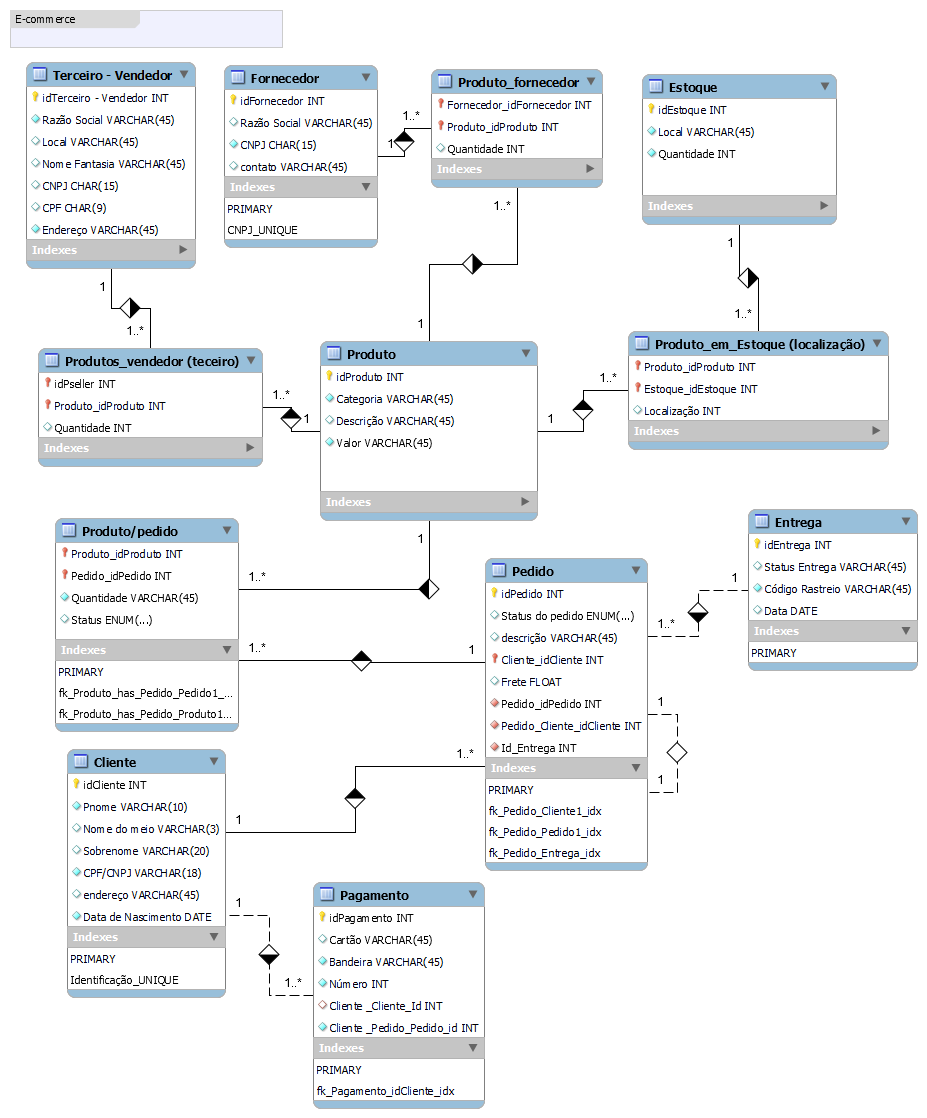 E-commerce
Terceiro - Vendedor
idTerceiro - Vendedor INT
Razão Social VARCHAR(45)
Local VARCHAR(45)
Nome Fantasia VARCHAR(45)
CNPJ CHAR(15)
CPF CHAR(9)
Endereço VARCHAR(45)
Indexes
Fornecedor
idFornecedor INT
Razão Social VARCHAR(45)
CNPJ CHAR(15)
contato VARCHAR(45)
Indexes
PRIMARY
CNPJ_UNIQUE
1..*
1
Produto_fornecedor
Fornecedor_idFornecedor INT
Produto_idProduto INT
Quantidade INT
Indexes
Estoque
idEstoque INT
Local VARCHAR(45)
Quantidade INT
Indexes
1..*
1
1
1..*
1
1..*
Produtos_vendedor (teceiro)
idPseller INT
Produto_idProduto INT
Quantidade INT
Indexes
1..*
1
Produto
idProduto INT
Categoria VARCHAR(45)
Descrição VARCHAR(45)
Valor VARCHAR(45)
Indexes
1..*
1
Produto_em_Estoque (localização)
Produto_idProduto INT
Estoque_idEstoque INT
Localização INT
Indexes
Produto/pedido
Produto_idProduto INT
Pedido_idPedido INT
Quantidade VARCHAR(45)
Status ENUM(...)
Indexes
PRIMARY
fk_Produto_has_Pedido_Pedido1_...
fk_Produto_has_Pedido_Produto1...
1
1..*
1..*
1
Pedido
idPedido INT
Status do pedido ENUM(...)
descrição VARCHAR(45)
Cliente_idCliente INT
Frete FLOAT
Pedido_idPedido INT
Pedido_Cliente_idCliente INT
Id_Entrega INT
Indexes
PRIMARY
fk_Pedido_Cliente1_idx
fk_Pedido_Pedido1_idx
fk_Pedido_Entrega_idx
1
1..*
1
1
Entrega
idEntrega INT
Status Entrega VARCHAR(45)
Código Rastreio VARCHAR(45)
Data DATE
Indexes
PRIMARY
Cliente
idCliente INT
Pnome VARCHAR(10)
Nome do meio VARCHAR(3)
Sobrenome VARCHAR(20)
CPF/CNPJ VARCHAR(18)
endereço VARCHAR(45)
Data de Nascimento DATE
Indexes
PRIMARY
Identificação_UNIQUE
1..*
1
1
1..*
Pagamento
idPagamento INT
Cartão VARCHAR(45)
Bandeira VARCHAR(45)
Número INT
Cliente _Cliente_Id INT
Cliente _Pedido_Pedido_id INT
Indexes
PRIMARY
fk_Pagamento_idCliente_idx